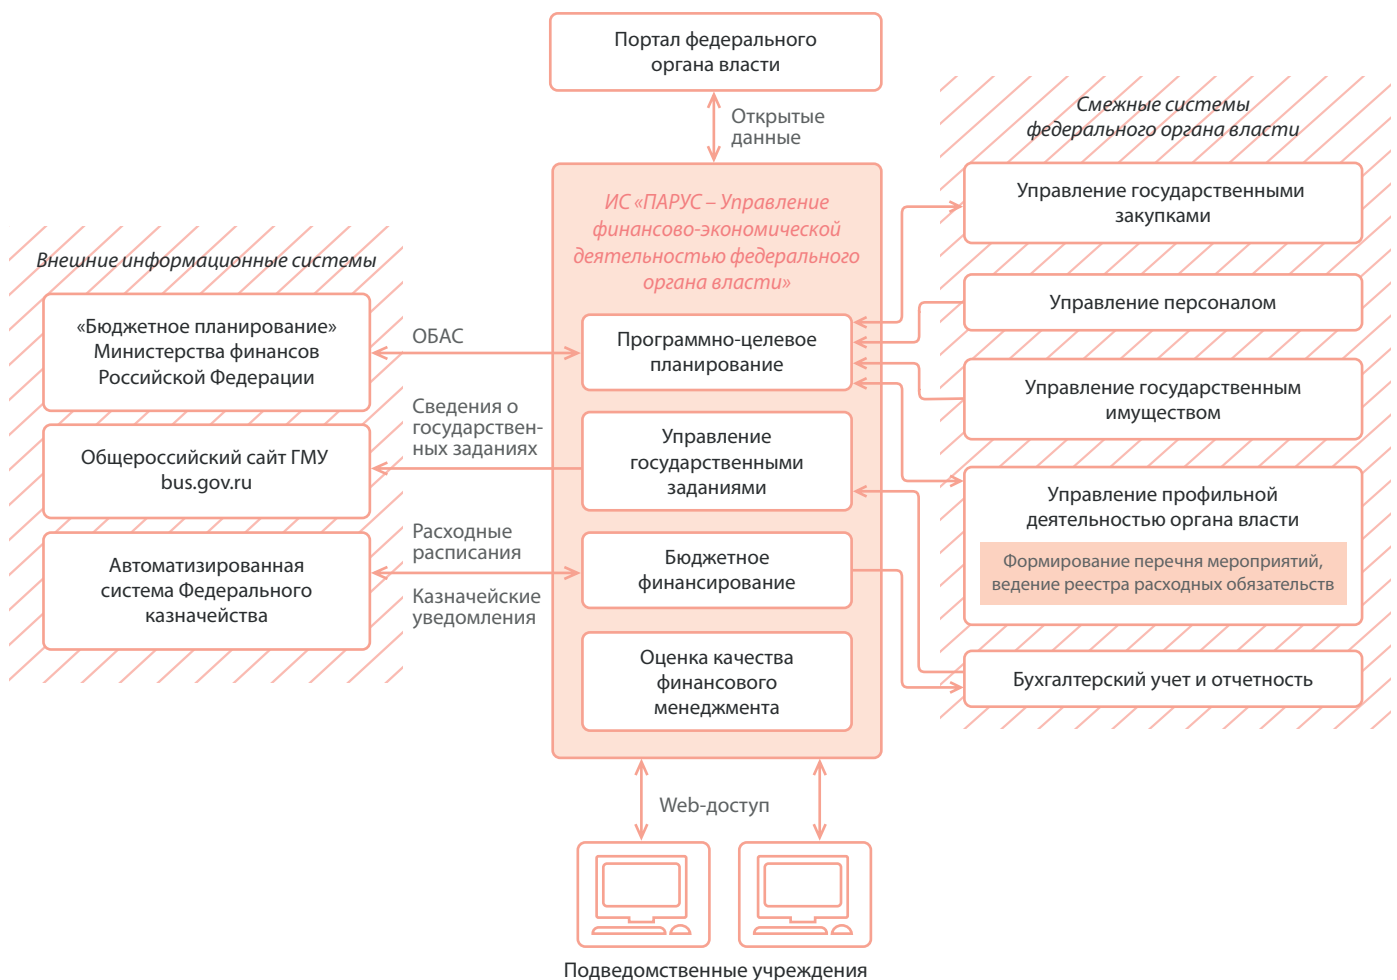 Портал федерального
органа власти
Открытые
данные
Смежные системы
федерального органа власти
Управление государственными
закупками
Управление персоналом
Управление государственным
имуществом
Управление профильной
деятельностью органа власти
Формирование перечня мероприятий,
ведение реестра расходных обязательств
Бухгалтерский учет и отчетность
ИС «ПАРУС – Управление
финансово-экономической
деятельностью федерального
органа власти»
Программно-целевое
планирование
Управление
государственными
заданиями
Бюджетное
финансирование
Оценка качества
финансового
менеджмента
Внешние информационные системы
«Бюджетное планирование»
Министерства финансов
Российской Федерации
Общероссийский сайт ГМУ
bus.gov.ru
Автоматизированная
система Федерального
казначейства
ОБАС
Сведения о
государствен-
ных заданиях
Расходные
расписания
Казначейские
уведомления
Web-доступ
Подведомственные учреждения